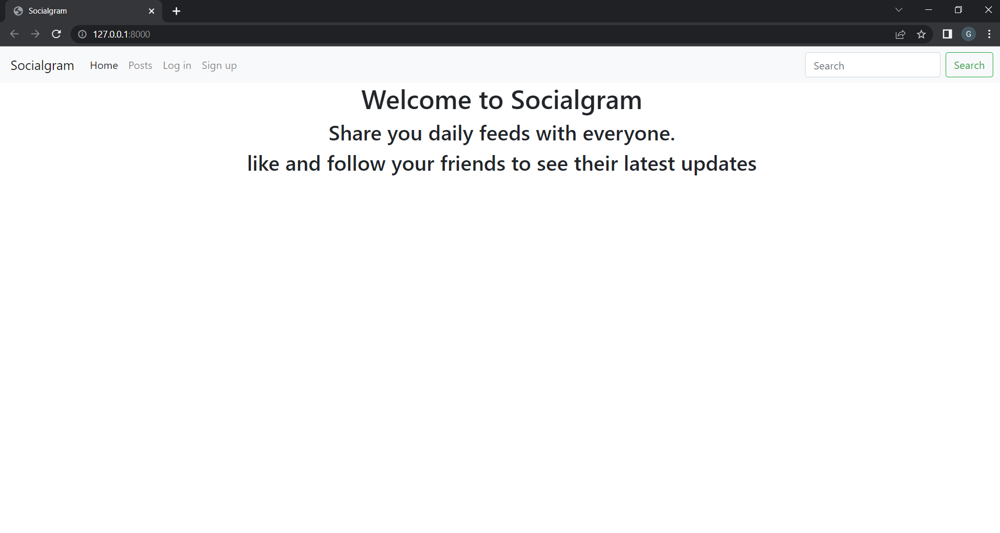 Socialgram
127.0.0.1:8000
G
Socialgram Home Posts Log in Sign up Search Search
Welcome to Socialgram
Share you daily feeds with everyone.
like and follow your friends to see their latest updates